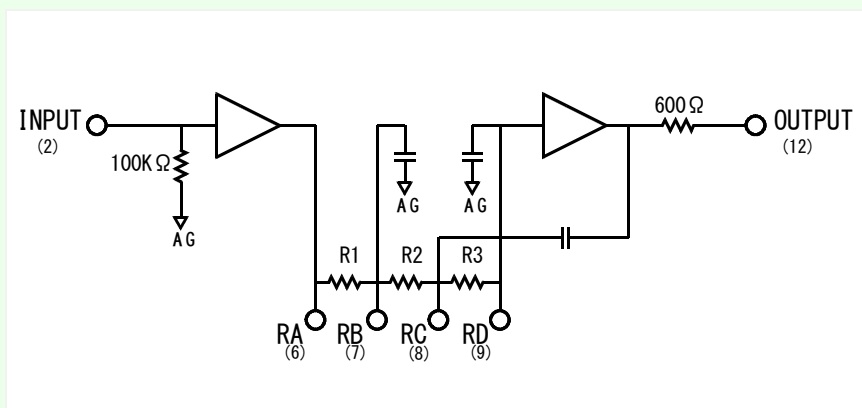 600Ω
INPUT
(2)
OUTPUT
(12)
100KΩ
AG
AG
AG
R1
R2
R3
RA
(6)
RB
(7)
RC
(8)
RD
(9)